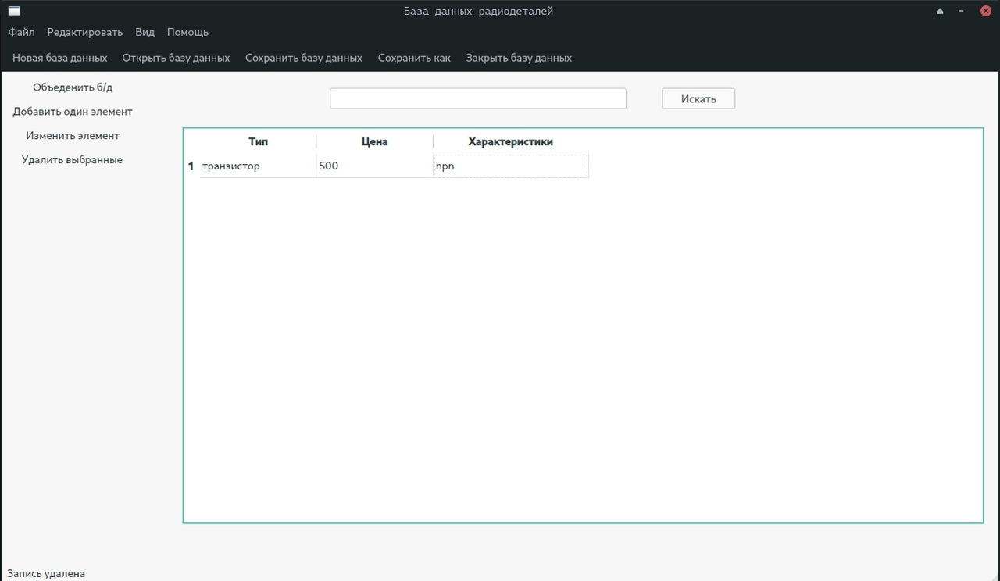 База данных радиодеталей
Файл Редактировать Вид Помощь
Новая база данных Открыть базу данных Сохранить базу данных Сохранить как Закрыть базу данных
Объеденить б/д
Добавить один элемент
Изменить элемент
Удалить выбранные
Искать
Тип Цена Характеристики
1 транзистор 500 npn
Запись удалена